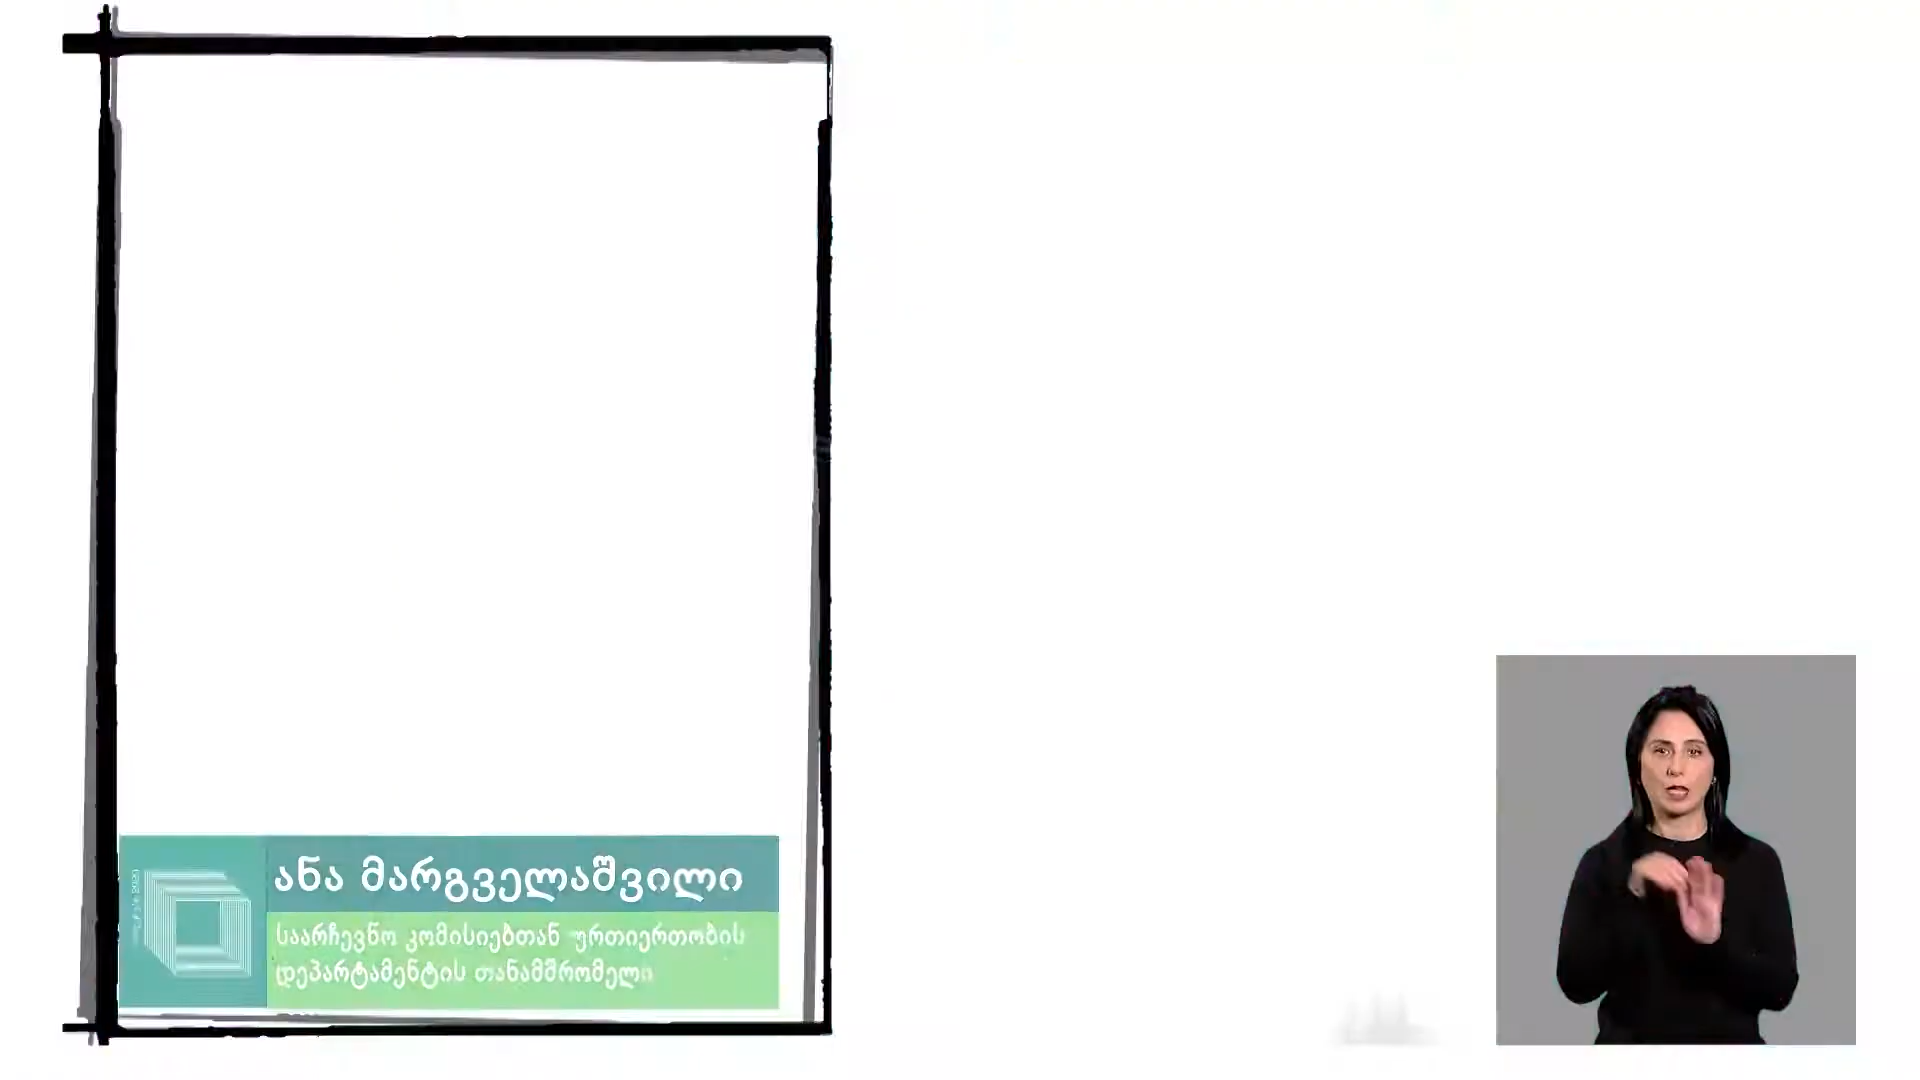 ანა მარგველაშვილი
საარჩევნო კომისიებთან ურთიერთობის
დეპარტამენტის თანამშრომელი